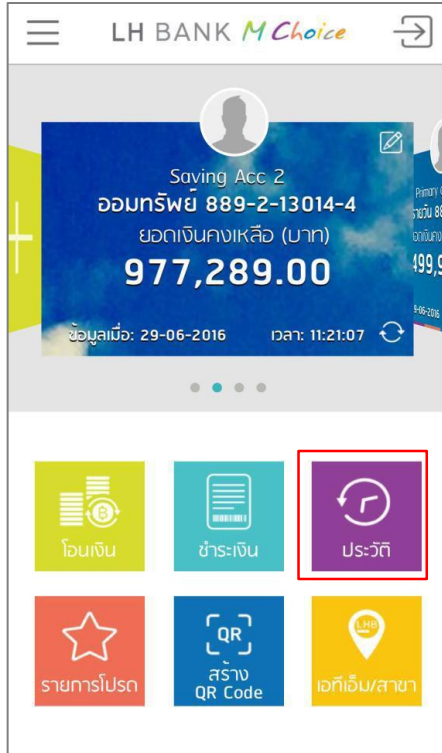 LH BANK M Choice
Saving Acc 2
ออมทรัพย์ 889-2-13014-4
ยอดเงินคงเหลือ (บาท)
977,289.00
ข้อมูลเมื่อ: 29-06-2016 เวลา: 11:21:07
โอนเงิน
ชำระเงิน
ประวัติ
รายการโปรด
QR
สร้าง
QR Code
LHB
เอทีเอ็ม/สาขา